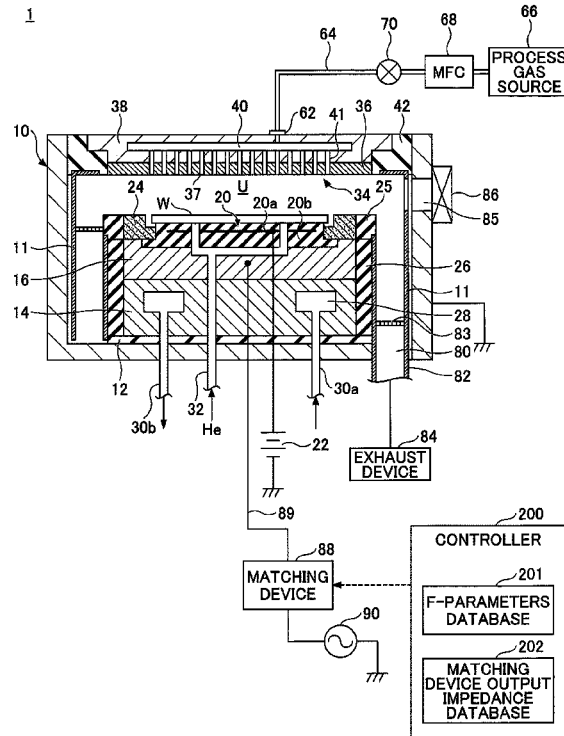 1
66
70
68
64
PROCESS
GAS
SOURCE
MFC
38
40
62
41
36
42
10
37
U
34
24
W
20
20a
20b
25
86
85
11
16
26
11
14
28
83
80
12
82
30b
32
He
30a
22
84
EXHAUST
DEVICE
89
200
CONTROLLER
88
MATCHING
DEVICE
201
F-PARAMETERS
DATABASE
90
202
MATCHING
DEVICE OUTPUT
IMPEDANCE
DATABASE